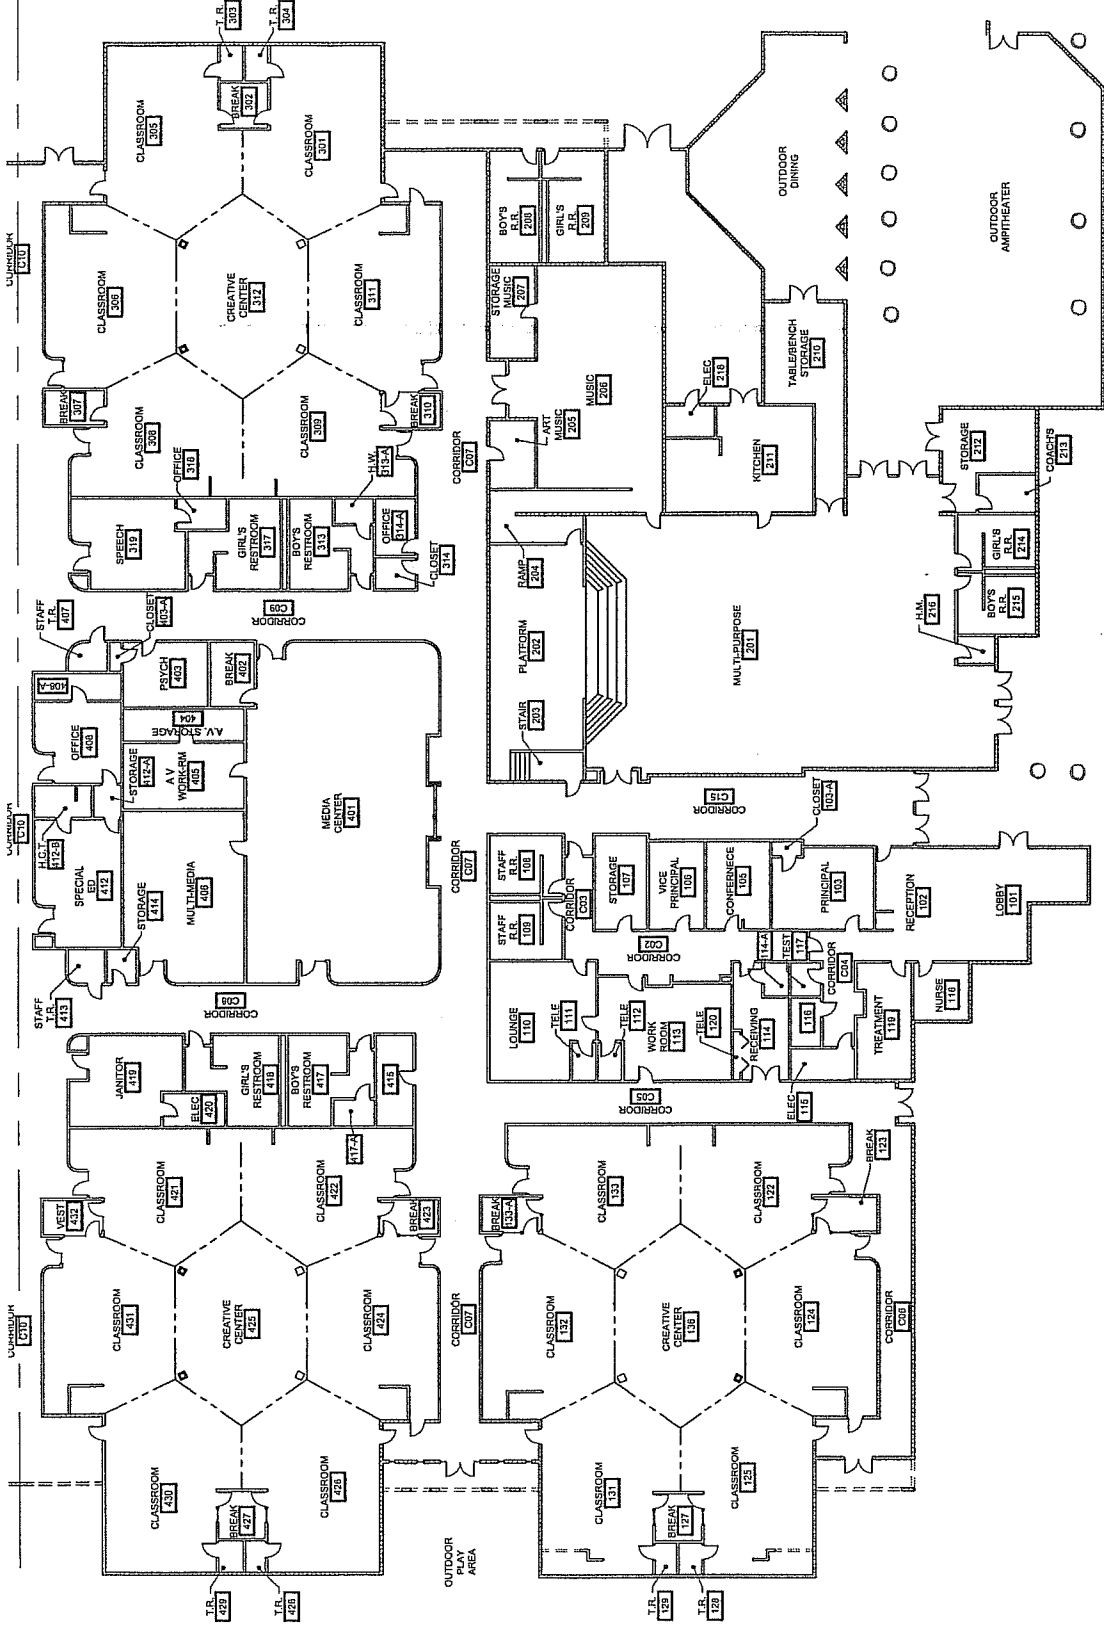 T.R.
303
T.R.
304
CLASSROOM
305
BREAK
302
CLASSROOM
301
CORRIDOR
C10
CLASSROOM
306
CREATIVE
CENTER
312
CLASSROOM
311
BREAK
307
CLASSROOM
308
CLASSROOM
309
BREAK
310
OFFICE
318
H.W.
313-A
SPEECH
319
GIRL'S
RESTROOM
317
BOY'S
RESTROOM
313
OFFICE
314-A
CLOSET
314
CORRIDOR
C09
CORRIDOR
C07
BOY'S
R.R.
208
GIRL'S
R.R.
209
STORAGE
MUSIC
207
MUSIC
206
ART
MUSIC
205
ELEC
218
KITCHEN
211
TABLE/BENCH
STORAGE
210
OUTDOOR
DINING
OUTDOOR
AMPITHEATER
STORAGE
212
COACH'S
213
GIRL'S
R.R.
214
BOY'S
R.R.
215
H.M.
216
RAMP
204
PLATFORM
202
STAIR
203
MULTI-PURPOSE
201
STAFF
T.R.
407
CLOSET
403-A
408-A
PSYCH
403
BREAK
402
OFFICE
408
A.V. STORAGE
404
STORAGE
412-A
A V
WORK-RM
405
CORRIDOR
C10
H.C.T
412-B
SPECIAL
ED
412
STORAGE
414
MULTI-MEDIA
406
MEDIA
CENTER
401
STAFF
T.R.
413
CORRIDOR
C08
CORRIDOR
C07
CORRIDOR
C15
CLOSET
103-A
STAFF
R.R.
108
STAFF
R.R.
109
CORRIDOR
C03
STORAGE
107
VICE
PRINCIPAL
106
CONFERNECE
105
PRINCIPAL
103
RECEPTION
102
LOBBY
101
CORRIDOR
C02
114-A
TEST
117
CORRIDOR
C04
LOUNGE
110
TELE
111
TELE
112
WORK
ROOM
113
TELE
120
RECEIVING
114
116
TREATMENT
119
NURSE
118
ELEC
115
CORRIDOR
C05
JANITOR
419
ELEC
420
GIRL'S
RESTROOM
418
BOY'S
RESTROOM
417
415
417-A
CLASSROOM
421
CLASSROOM
422
VEST
432
BREAK
423
CORRIDOR
C10
CLASSROOM
431
CREATIVE
CENTER
425
CLASSROOM
424
CORRIDOR
C07
CLASSROOM
430
CLASSROOM
426
BREAK
427
T.R.
429
T.R.
428
OUTDOOR
PLAY
AREA
CLASSROOM
133
CLASSROOM
122
BREAK
123
BREAK
133-A
CLASSROOM
132
CREATIVE
CENTER
136
CLASSROOM
124
CORRIDOR
C06
CLASSROOM
131
CLASSROOM
125
BREAK
127
T.R.
129
T.R.
128